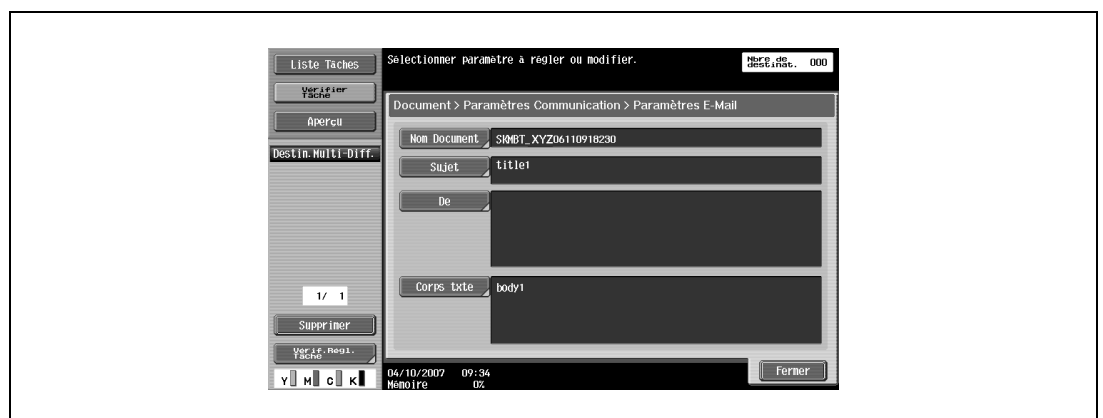 Liste Tâches
Vérifier
Tâche
Aperçu
Destin.Multi-Diff.
1/ 1
Supprimer
Vérif.Régl.
Tâche
Y M C K
Sélectionner paramètre à régler ou modifier.
Nbre de
destinat. 000
Document > Paramètres Communication > Paramètres E-Mail
Nom Document SKMBT_XYZ06110918230
Sujet title1
De
Corps txte body1
04/10/2007 09:34
Mémoire 0%
Fermer